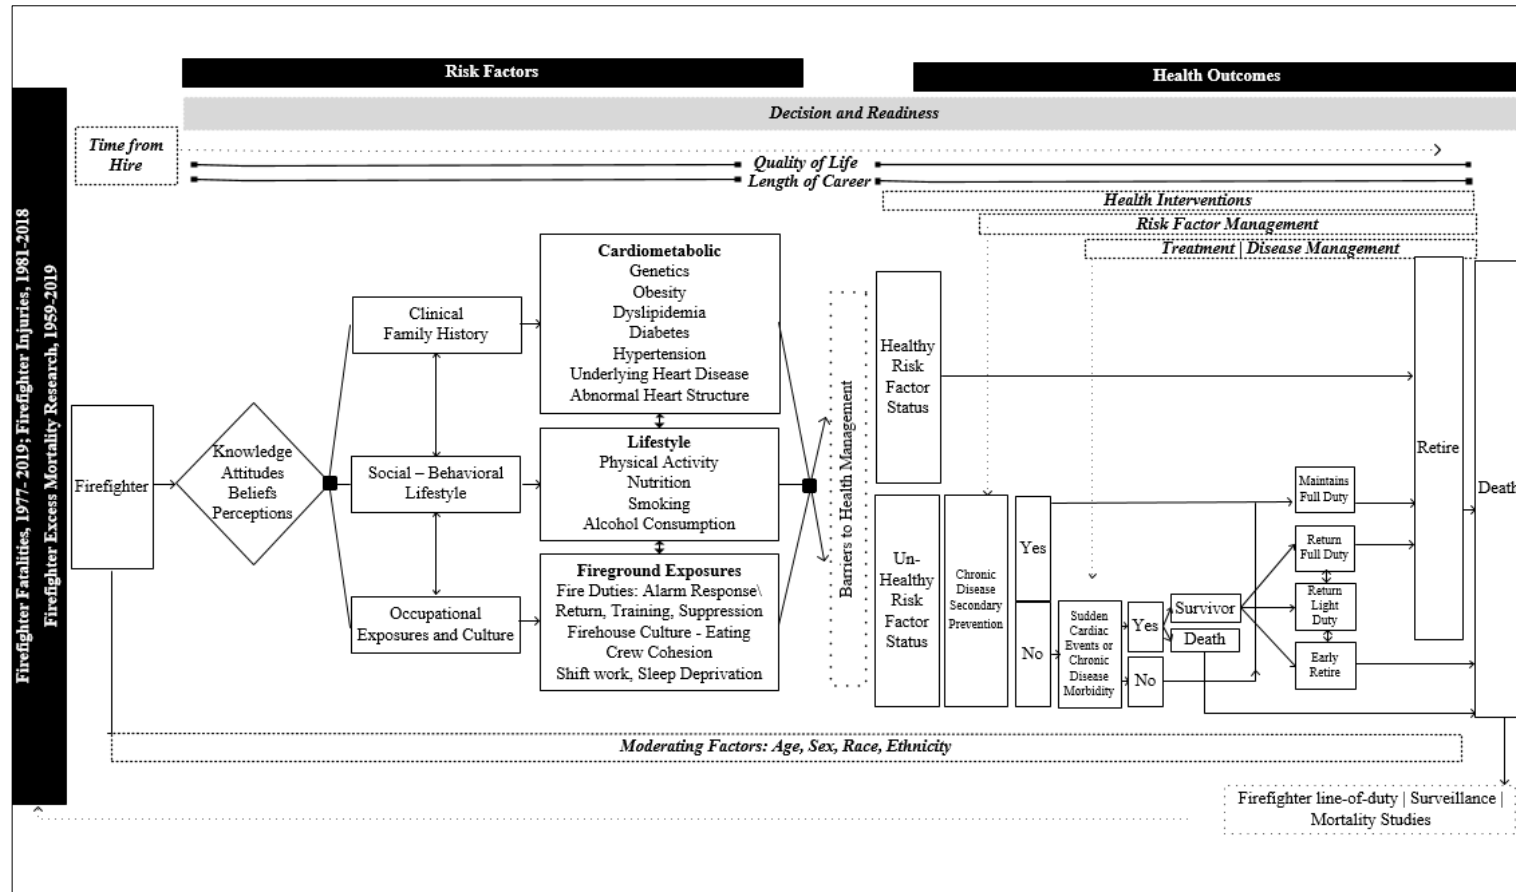 Risk Factors
Health Outcomes
Decision and Readiness
Time from
Hire
Quality of Life
Length of Career
Health Interventions
Risk Factor Management
Treatment | Disease Management
Firefighter Fatalities, 1977- 2019; Firefighter Injuries, 1981-2018
Firefighter Excess Mortality Research, 1959-2019
Firefighter
Knowledge
Attitudes
Beliefs
Perceptions
Clinical
Family History
Social – Behavioral
Lifestyle
Occupational
Exposures and Culture
Cardiometabolic
Genetics
Obesity
Dyslipidemia
Diabetes
Hypertension
Underlying Heart Disease
Abnormal Heart Structure
Lifestyle
Physical Activity
Nutrition
Smoking
Alcohol Consumption
Fireground Exposures
Fire Duties: Alarm Response\
Return, Training, Suppression
Firehouse Culture - Eating
Crew Cohesion
Shift work, Sleep Deprivation
Barriers to Health Management
Healthy
Risk
Factor
Status
Un-
Healthy
Risk
Factor
Status
Chronic
Disease
Secondary
Prevention
Yes
No
Sudden
Cardiac
Events or
Chronic
Disease
Morbidity
Yes
No
Survivor
Death
Maintains
Full Duty
Return
Full Duty
Return
Light
Duty
Early
Retire
Retire
Death
Moderating Factors: Age, Sex, Race, Ethnicity
Firefighter line-of-duty | Surveillance |
Mortality Studies